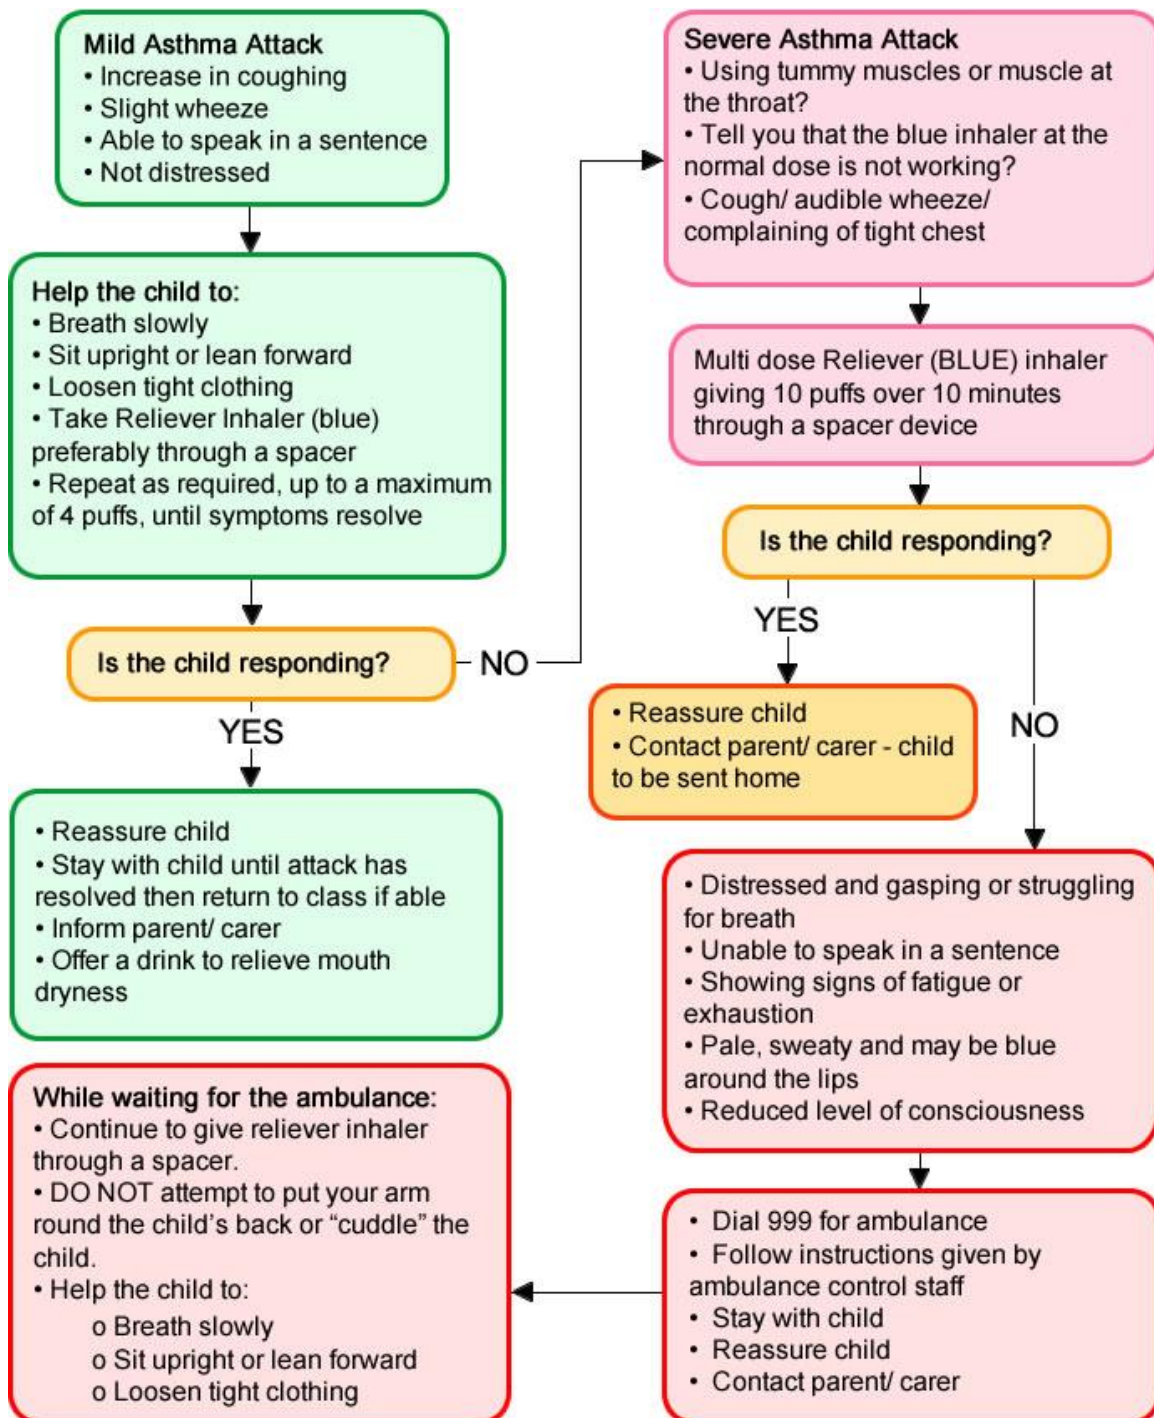 Mild Asthma Attack
• Increase in coughing
• Slight wheeze
• Able to speak in a sentence
• Not distressed
Help the child to:
• Breath slowly
• Sit upright or lean forward
• Loosen tight clothing
• Take Reliever Inhaler (blue)
preferably through a spacer
• Repeat as required, up to a maximum
of 4 puffs, until symptoms resolve
Is the child responding?
NO
YES
• Reassure child
• Stay with child until attack has
resolved then return to class if able
• Inform parent/ carer
• Offer a drink to relieve mouth
dryness
Severe Asthma Attack
• Using tummy muscles or muscle at
the throat?
• Tell you that the blue inhaler at the
normal dose is not working?
• Cough/ audible wheeze/
complaining of tight chest
Multi dose Reliever (BLUE) inhaler
giving 10 puffs over 10 minutes
through a spacer device
Is the child responding?
YES
NO
• Reassure child
• Contact parent/ carer - child
to be sent home
• Distressed and gasping or struggling
for breath
• Unable to speak in a sentence
• Showing signs of fatigue or
exhaustion
• Pale, sweaty and may be blue
around the lips
• Reduced level of consciousness
• Dial 999 for ambulance
• Follow instructions given by
ambulance control staff
• Stay with child
• Reassure child
• Contact parent/ carer
While waiting for the ambulance:
• Continue to give reliever inhaler
through a spacer.
• DO NOT attempt to put your arm
round the child's back or “cuddle” the
child.
• Help the child to:
o Breath slowly
o Sit upright or lean forward
o Loosen tight clothing